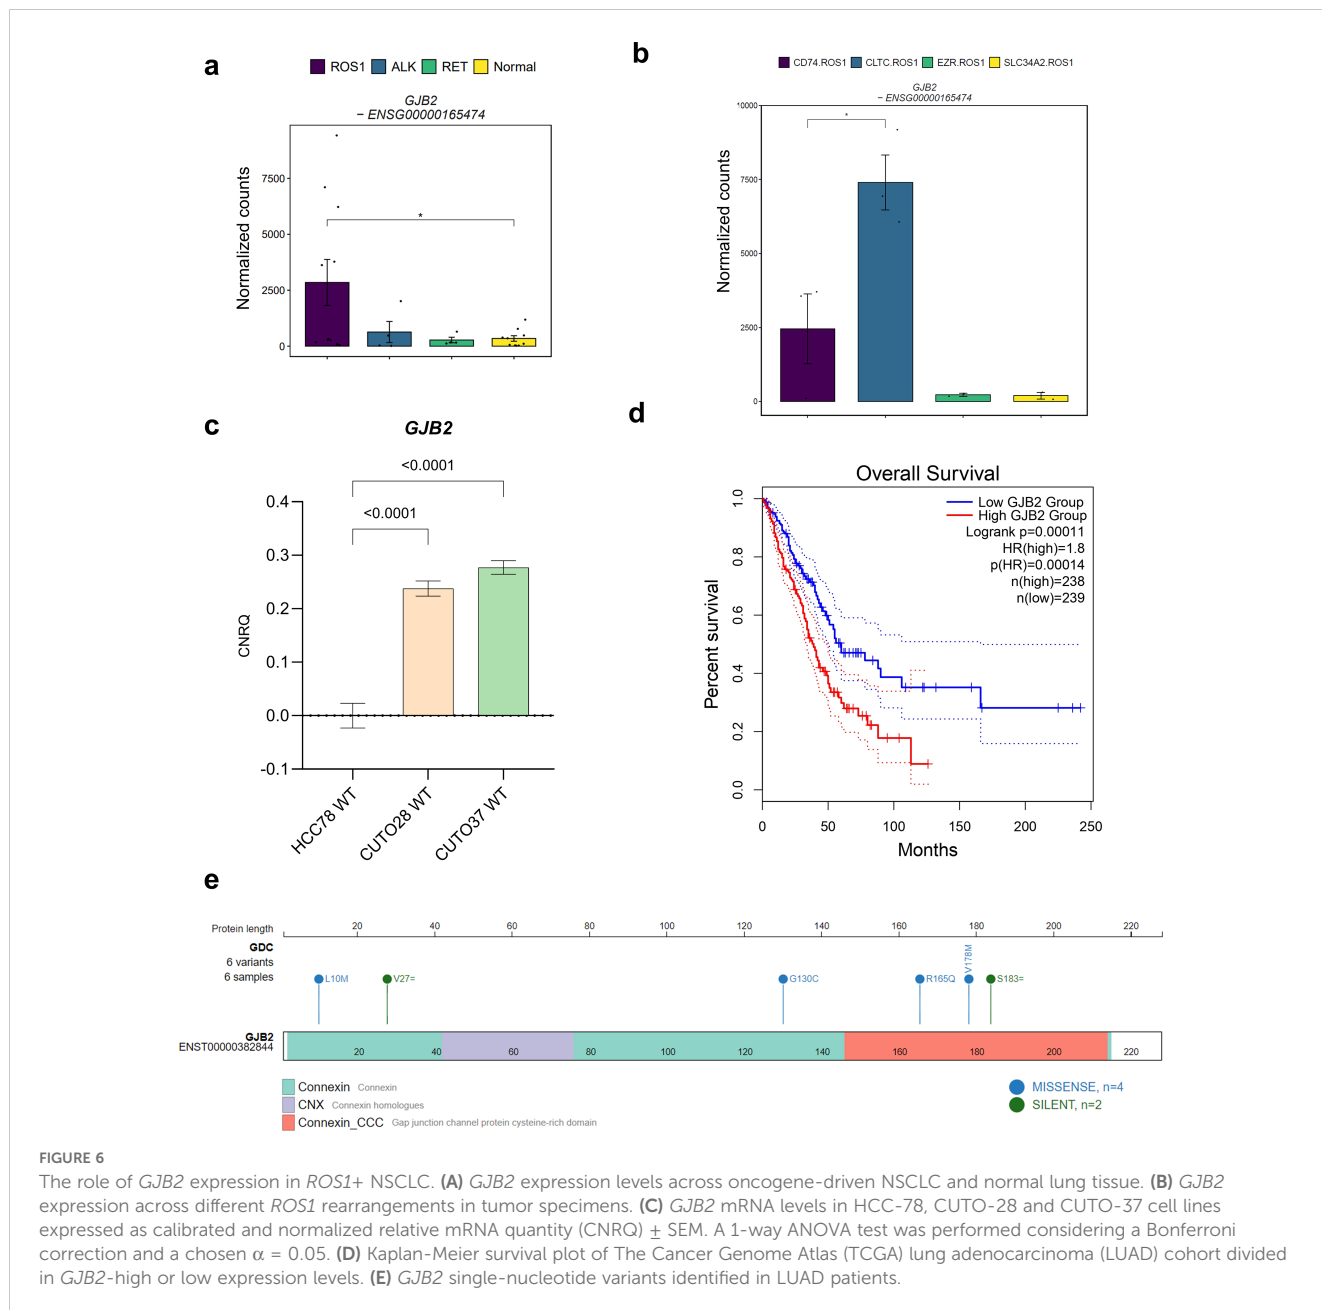 a
ROS1 ALK RET Normal
GJB2
− ENSG00000165474
Normalized counts
7500
5000
2500
0
*
b
CD74.ROS1 CLTC.ROS1 EZR.ROS1 SLC34A2.ROS1
GJB2
− ENSG00000165474
Normalized counts
10000
7500
5000
2500
0
*
c
GJB2
<0.0001
<0.0001
CNRQ
0.4
0.3
0.2
0.1
0.0
-0.1
HCC78 WT
CUTO28 WT
CUTO37 WT
d
Overall Survival
Low GJB2 Group
High GJB2 Group
Logrank p=0.00011
HR(high)=1.8
p(HR)=0.00014
n(high)=238
n(low)=239
Percent survival
1.0
0.8
0.6
0.4
0.2
0.0
0 50 100 150 200 250
Months
e
Protein length
20 40 60 80 100 120 140 160 180 200 220
GDC
6 variants
6 samples
L10M V27= G130C R165Q V178M S183=
GJB2
ENST00000382844
20 40 60 80 100 120 140 160 180 200 220
Connexin Connexin
CNX Connexin homologues
Connexin_CCC Gap junction channel protein cysteine-rich domain
MISSENSE, n=4
SILENT, n=2
FIGURE 6
The role of GJB2 expression in ROS1+ NSCLC. (A) GJB2 expression levels across oncogene-driven NSCLC and normal lung tissue. (B) GJB2
expression across different ROS1 rearrangements in tumor specimens. (C) GJB2 mRNA levels in HCC-78, CUTO-28 and CUTO-37 cell lines
expressed as calibrated and normalized relative mRNA quantity (CNRQ) ± SEM. A 1-way ANOVA test was performed considering a Bonferroni
correction and a chosen α = 0.05. (D) Kaplan-Meier survival plot of The Cancer Genome Atlas (TCGA) lung adenocarcinoma (LUAD) cohort divided
in GJB2-high or low expression levels. (E) GJB2 single-nucleotide variants identified in LUAD patients.